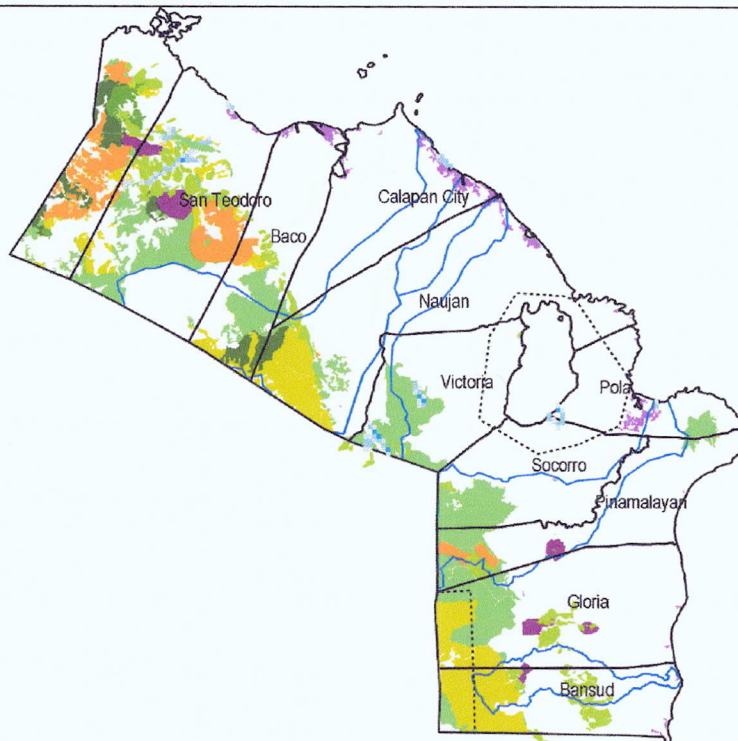 San Teodoro
Calapan City
Baco
Naujan
Victoria
Pola
Socorro
Pinamalayan
Gloria
Bansud